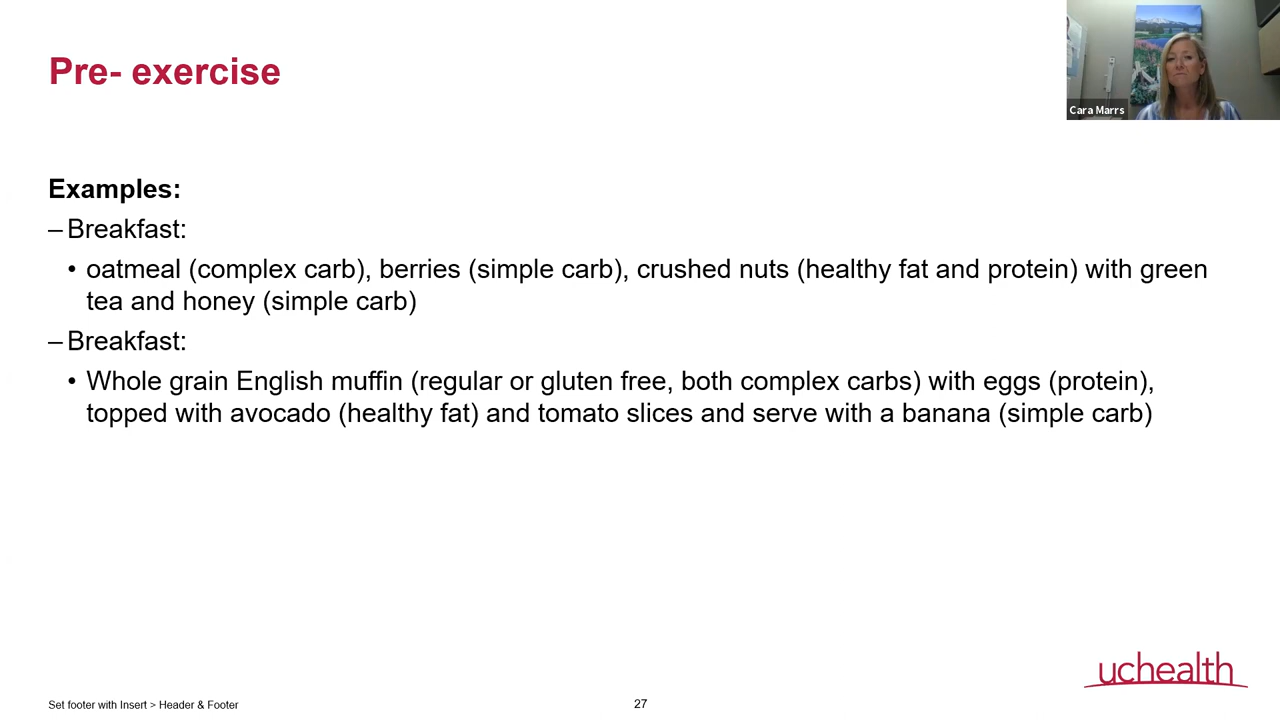 Pre- exercise
Cara Marrs
Examples:
– Breakfast:
• oatmeal (complex carb), berries (simple carb), crushed nuts (healthy fat and protein) with green
tea and honey (simple carb)
– Breakfast:
• Whole grain English muffin (regular or gluten free, both complex carbs) with eggs (protein),
topped with avocado (healthy fat) and tomato slices and serve with a banana (simple carb)
uchealth
Set footer with Insert > Header & Footer
27